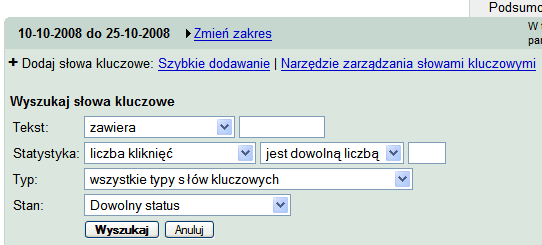 Podsumo
10-10-2008 do 25-10-2008 Zmień zakres
W
par
+ Dodaj słowa kluczowe: Szybkie dodawanie | Narzędzie zarządzania słowami kluczowymi
Wyszukaj słowa kluczowe
Tekst: zawiera
Statystyka: liczba kliknięć jest dowolną liczbą
Typ: wszystkie typy słów kluczowych
Stan: Dowolny status
Wyszukaj Anuluj